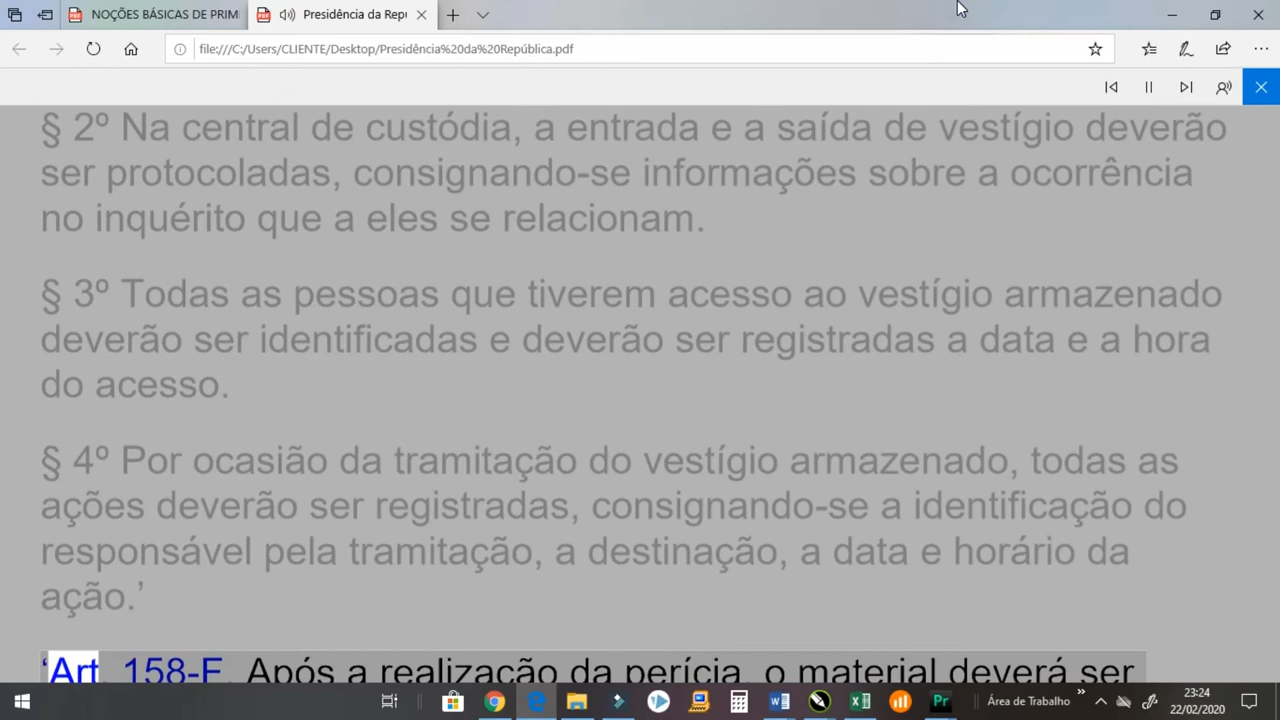 NOÇÕES BÁSICAS DE PRIM
Presidência da Repú
file:///C:/Users/CLIENTE/Desktop/Presidência%20da%20República.pdf
§ 2º Na central de custódia, a entrada e a saída de vestígio deverão
ser protocoladas, consignando-se informações sobre a ocorrência
no inquérito que a eles se relacionam.
§ 3º Todas as pessoas que tiverem acesso ao vestígio armazenado
deverão ser identificadas e deverão ser registradas a data e a hora
do acesso.
§ 4º Por ocasião da tramitação do vestígio armazenado, todas as
ações deverão ser registradas, consignando-se a identificação do
responsável pela tramitação, a destinação, a data e horário da
ação.’
‘Art. 158-F. Após a realização da perícia, o material deverá ser
Área de Trabalho
23:24
22/02/2020